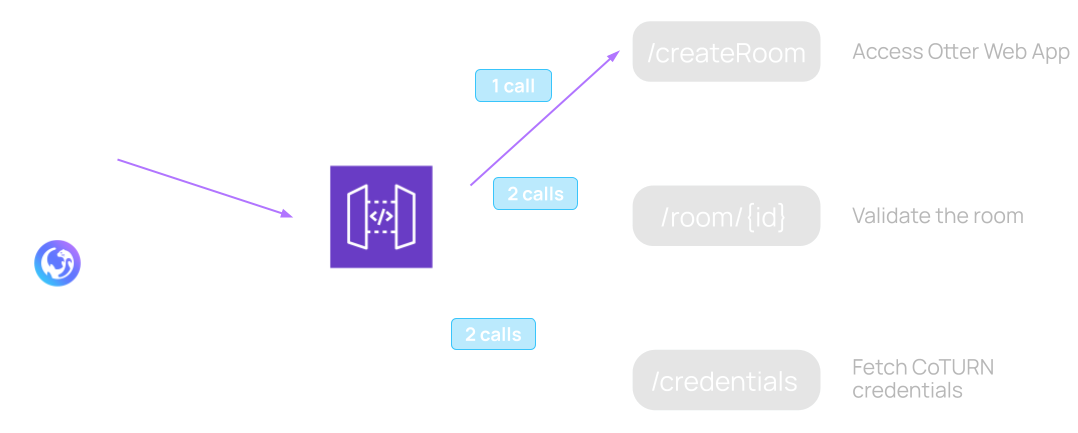 /createRoom
Access Otter Web App
1 call
2 calls
/room/{id}
Validate the room
</>
2 calls
/credentials
Fetch CoTURN
credentials